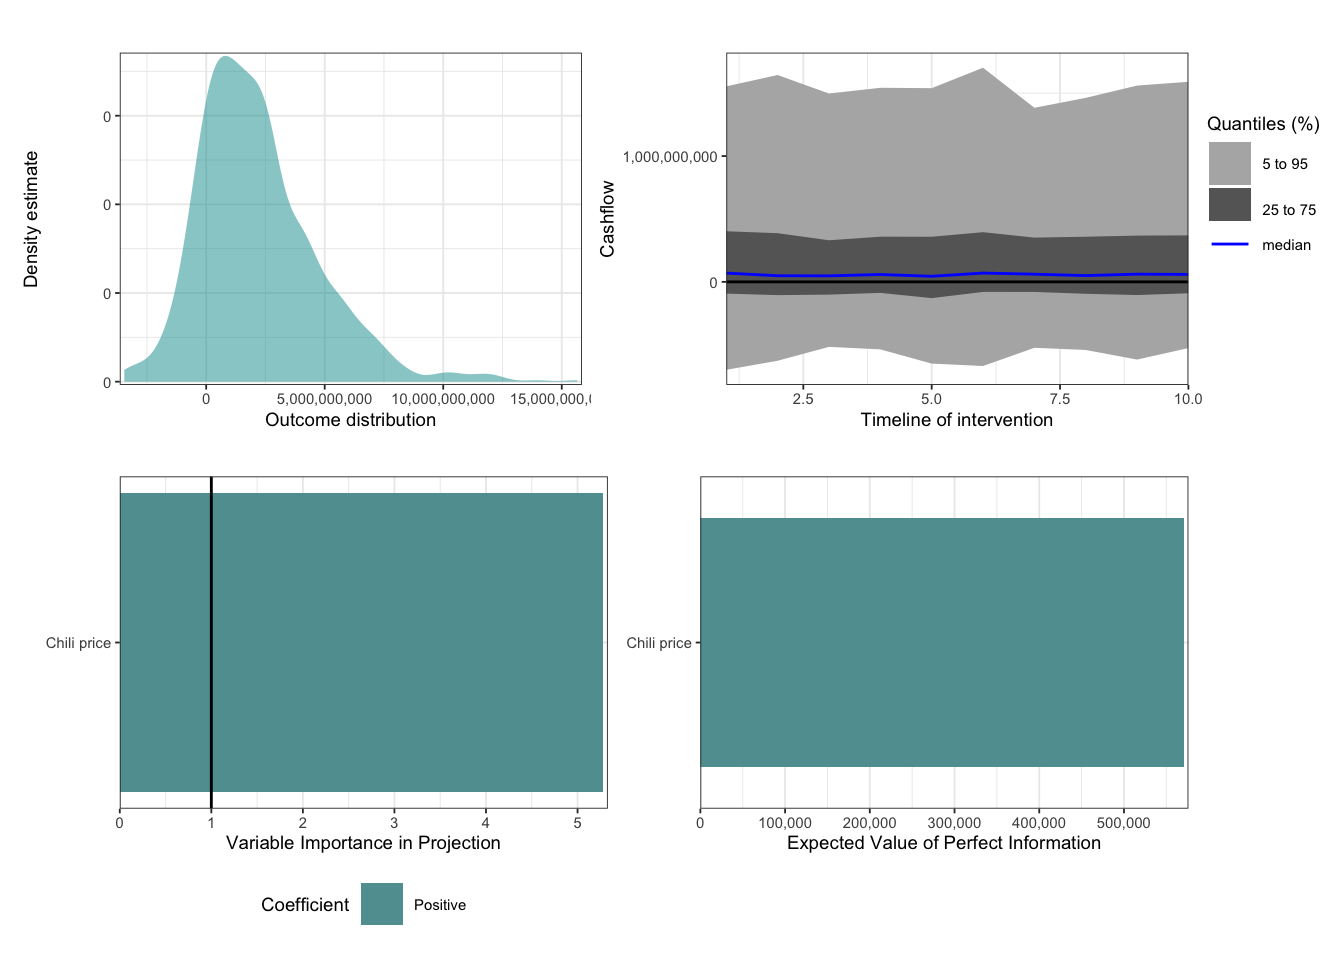 Density estimate
0
0
0
0
0
5,000,000,000
10,000,000,000
15,000,000,
Outcome distribution
Cashflow
1,000,000,000
0
2.5
5.0
7.5
10.0
Timeline of intervention
Quantiles (%)
5 to 95
25 to 75
median
Chili price
0
1
2
3
4
5
Variable Importance in Projection
Coefficient
Positive
Chili price
0
100,000
200,000
300,000
400,000
500,000
Expected Value of Perfect Information